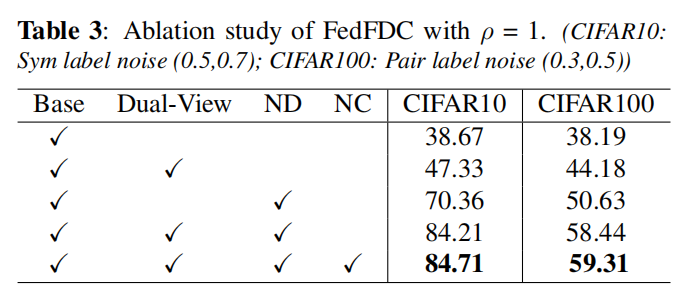 Table 3: Ablation study of FedFDC with ρ = 1. (CIFAR10:
Sym label noise (0.5,0.7); CIFAR100: Pair label noise (0.3,0.5))
Base Dual-View ND NC CIFAR10 CIFAR100
✓ 38.67 38.19
✓ ✓ 47.33 44.18
✓ ✓ 70.36 50.63
✓ ✓ ✓ 84.21 58.44
✓ ✓ ✓ ✓ 84.71 59.31